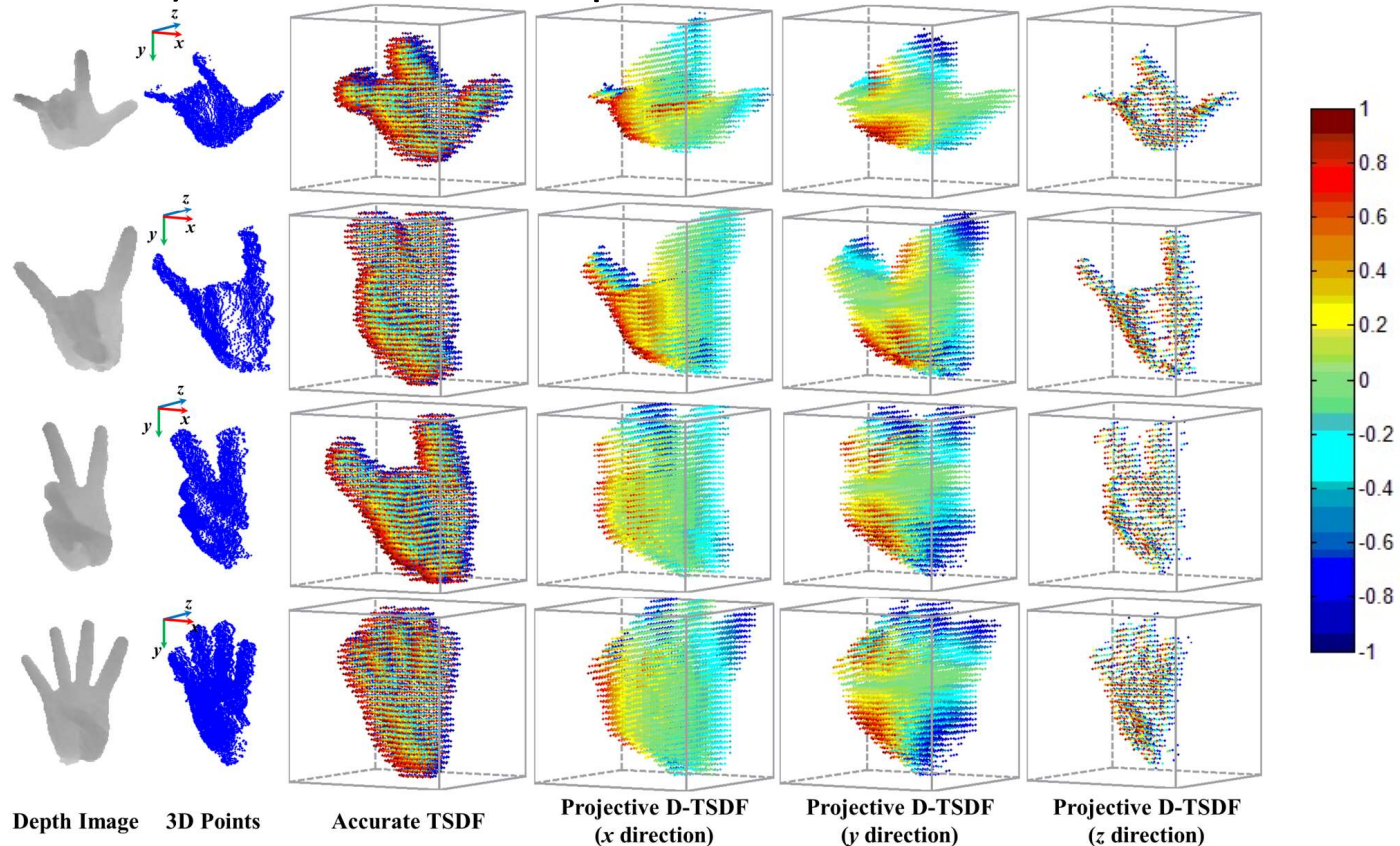 z
x
y
z
x
y
z
x
y
z
y
1
0.8
0.6
0.4
0.2
0
-0.2
-0.4
-0.6
-0.8
-1
Depth Image
3D Points
Accurate TSDF
Projective D-TSDF
(x direction)
Projective D-TSDF
(y direction)
Projective D-TSDF
(z direction)